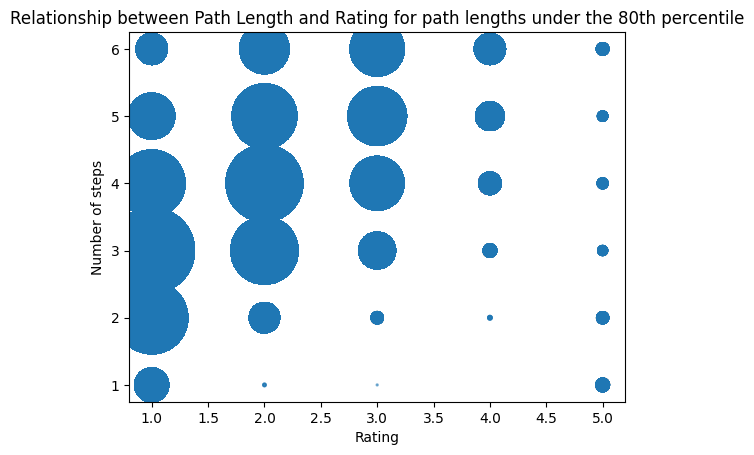 Relationship between Path Length and Rating for path lengths under the 80th percentile
6
5
4
3
2
1
Number of steps
1.0 1.5 2.0 2.5 3.0 3.5 4.0 4.5 5.0
Rating